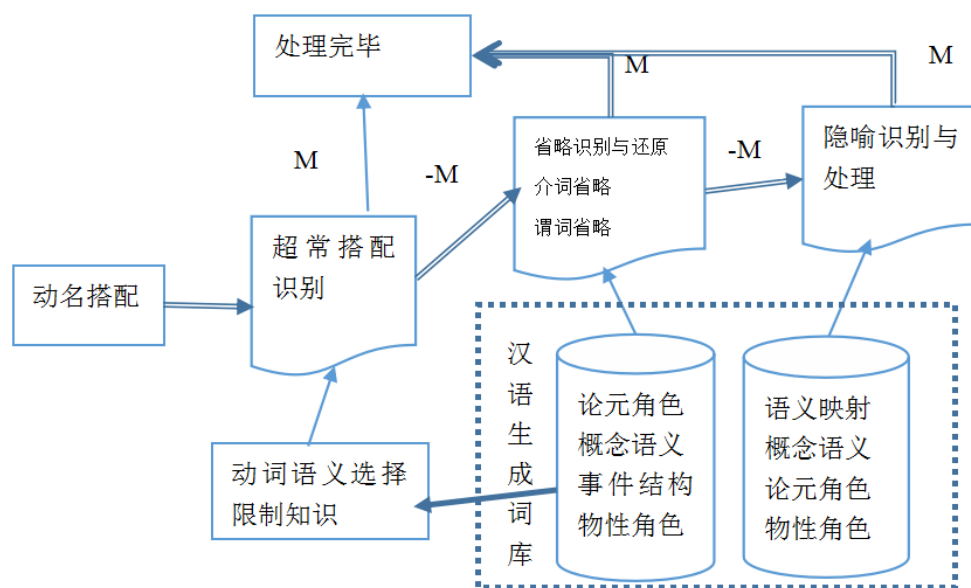 处理完毕
M
M
M
-M
省略识别与还原
介词省略
谓词省略
-M
隐喻识别与
处理
超常搭配
识别
动名搭配
汉语生成词库
论元角色
概念语义
事件结构
物性角色
语义映射
概念语义
论元角色
物性角色
动词语义选择
限制知识